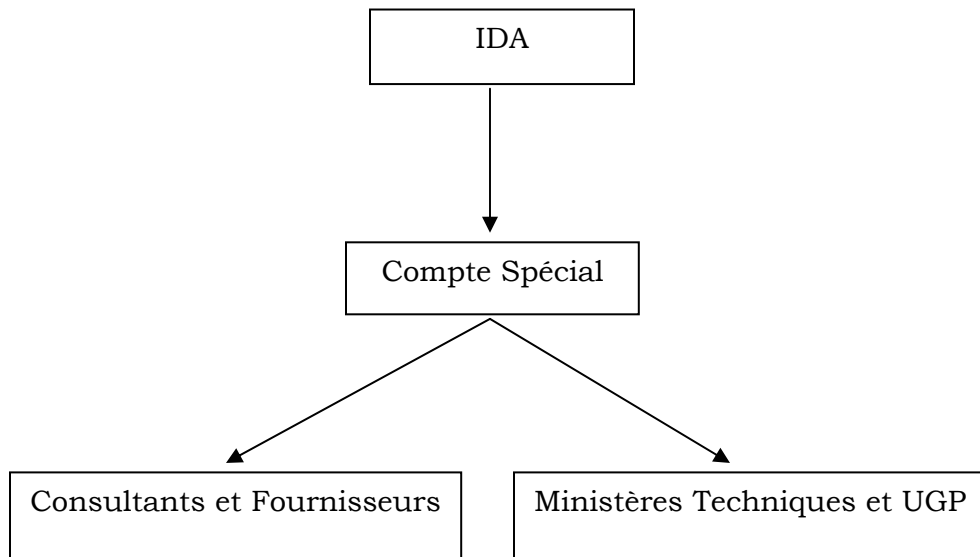 IDA
Compte Spécial
Consultants et Fournisseurs
Ministères Techniques et UGP